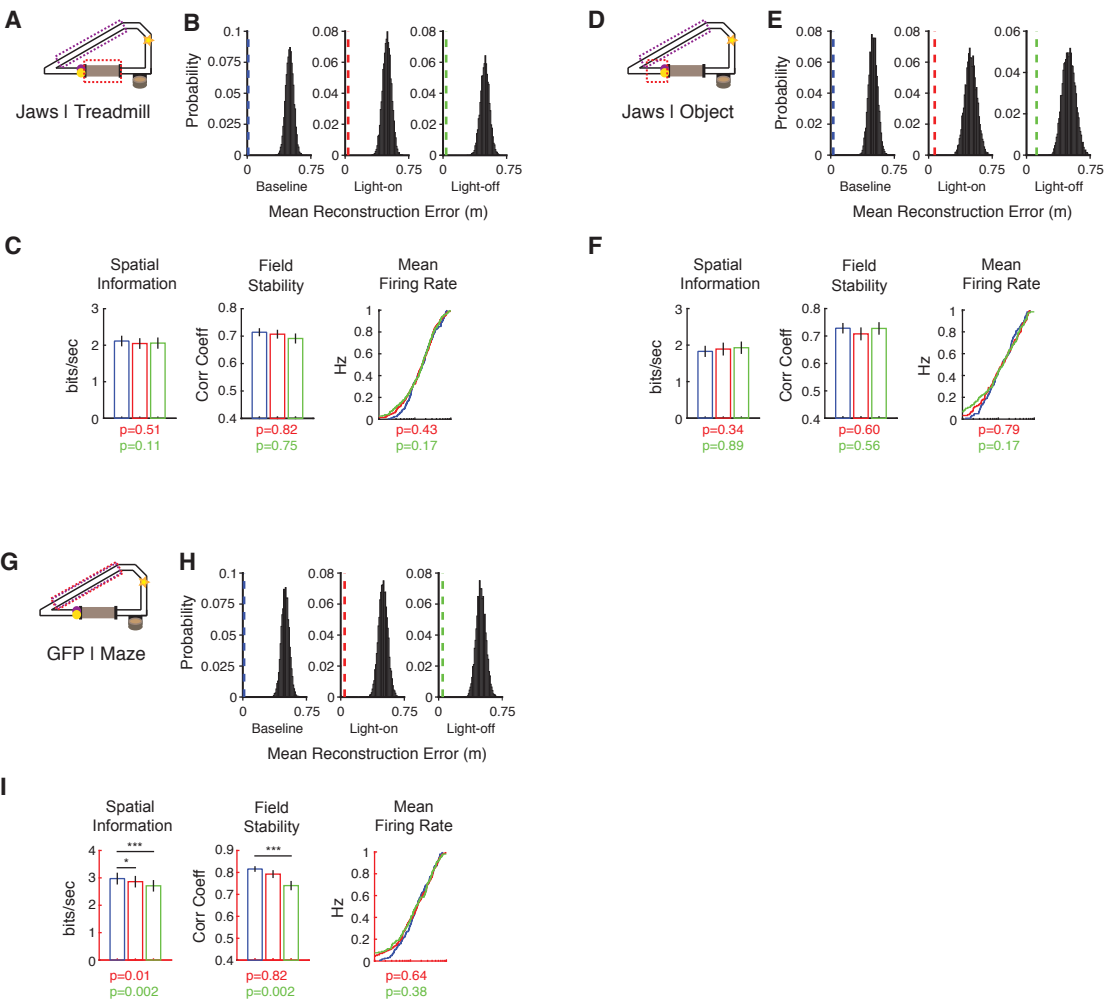 A
Jaws | Treadmill
B
Probability
0.1
0.075
0.05
0.025
0
0.08
0.06
0.04
0.02
0
0.08
0.06
0.04
0.02
0
0 0.75 0 0.75 0 0.75
Baseline Light-on Light-off
Mean Reconstruction Error (m)
D
Jaws | Object
E
Probability
0.08
0.06
0.04
0.02
0
0.08
0.06
0.04
0.02
0
0.06
0.04
0.02
0
0 0.75 0 0.75 0 0.75
Baseline Light-on Light-off
Mean Reconstruction Error (m)
C
Spatial
Information
bits/sec
3
2
1
0
p=0.51
p=0.11
Field
Stability
Corr Coeff
0.8
0.7
0.6
0.5
0.4
p=0.82
p=0.75
Mean
Firing Rate
Hz
1
0.8
0.6
0.4
0.2
0
p=0.43
p=0.17
F
Spatial
Information
bits/sec
3
2
1
0
p=0.34
p=0.89
Field
Stability
Corr Coeff
0.8
0.7
0.6
0.5
0.4
p=0.60
p=0.56
Mean
Firing Rate
Hz
1
0.8
0.6
0.4
0.2
0
p=0.79
p=0.17
G
GFP | Maze
H
Probability
0.1
0.075
0.05
0.025
0
0.08
0.06
0.04
0.02
0
0.08
0.06
0.04
0.02
0
0 0.75 0 0.75 0 0.75
Baseline Light-on Light-off
Mean Reconstruction Error (m)
I
Spatial
Information
bits/sec
4
3
2
1
0
***
*
p=0.01
p=0.002
Field
Stability
Corr Coeff
0.9
0.8
0.7
0.6
0.5
0.4
***
p=0.82
p=0.002
Mean
Firing Rate
Hz
1
0.8
0.6
0.4
0.2
0
p=0.64
p=0.38